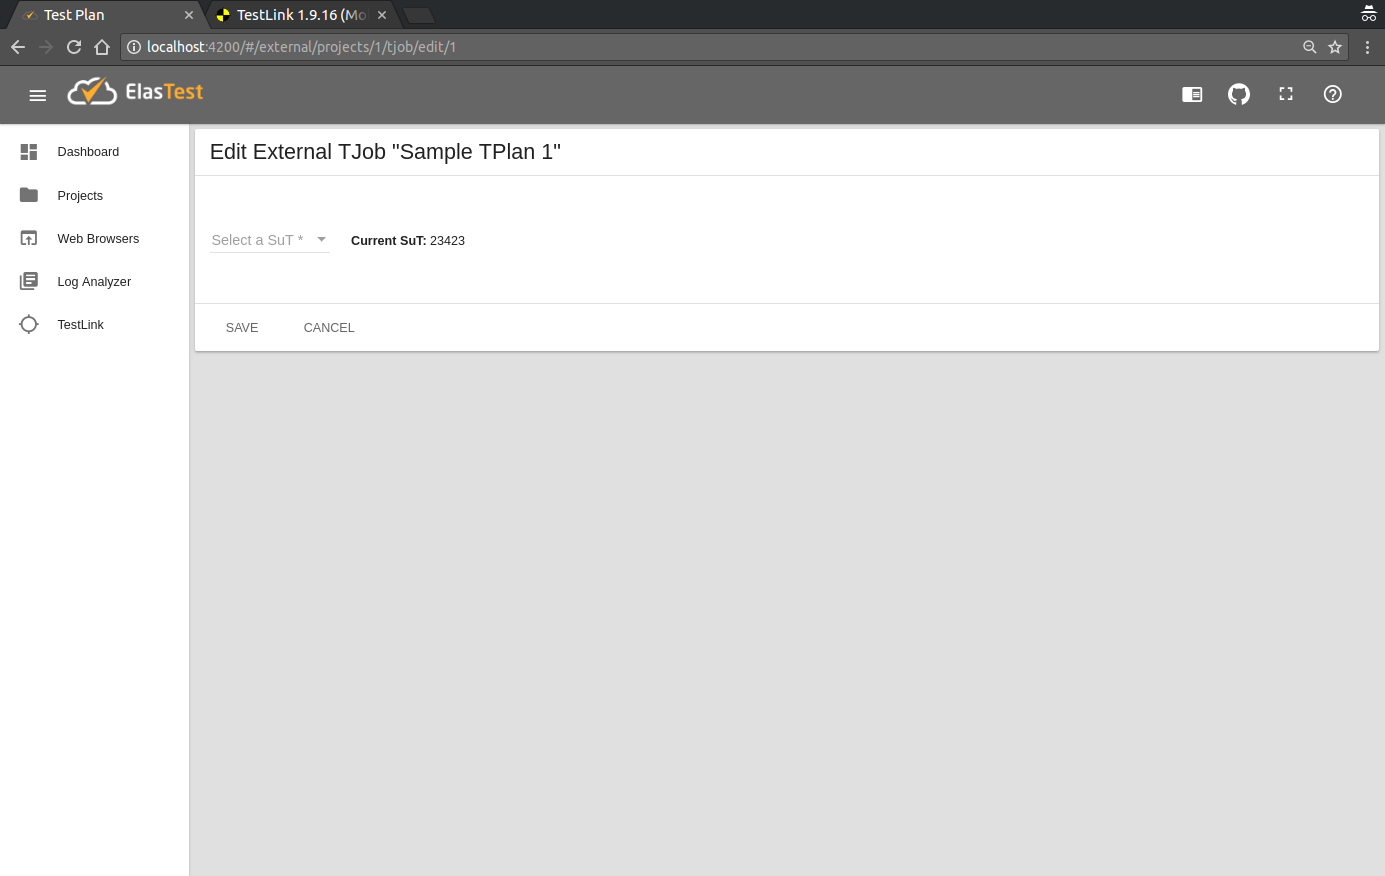 Test Plan
TestLink 1.9.16 (Mo
localhost:4200/#/external/projects/1/tjob/edit/1
ElasTest
Dashboard
Projects
Web Browsers
Log Analyzer
TestLink
Edit External TJob "Sample TPlan 1"
Select a SuT *
Current SuT: 23423
SAVE
CANCEL